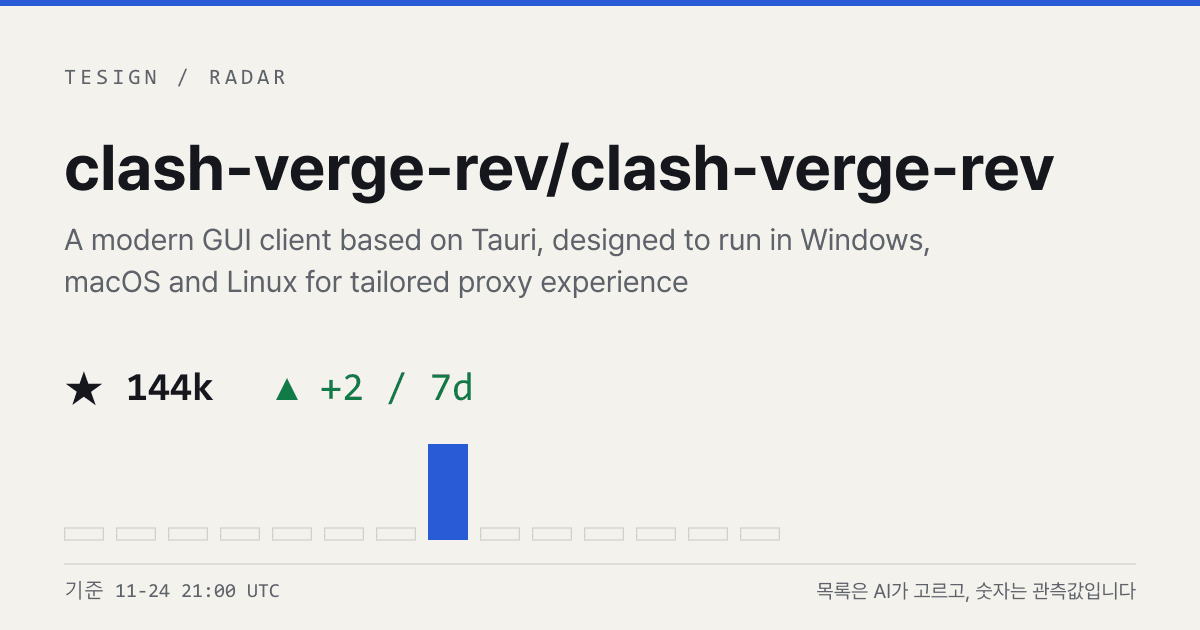 TESIGN / RADAR
clash-verge-rev/clash-verge-rev
A modern GUI client based on Tauri, designed to run in Windows,
macOS and Linux for tailored proxy experience
★ 144k ▲ +2 / 7d
기준 11-24 21:00 UTC
목록은 AI가 고르고, 숫자는 관측값입니다